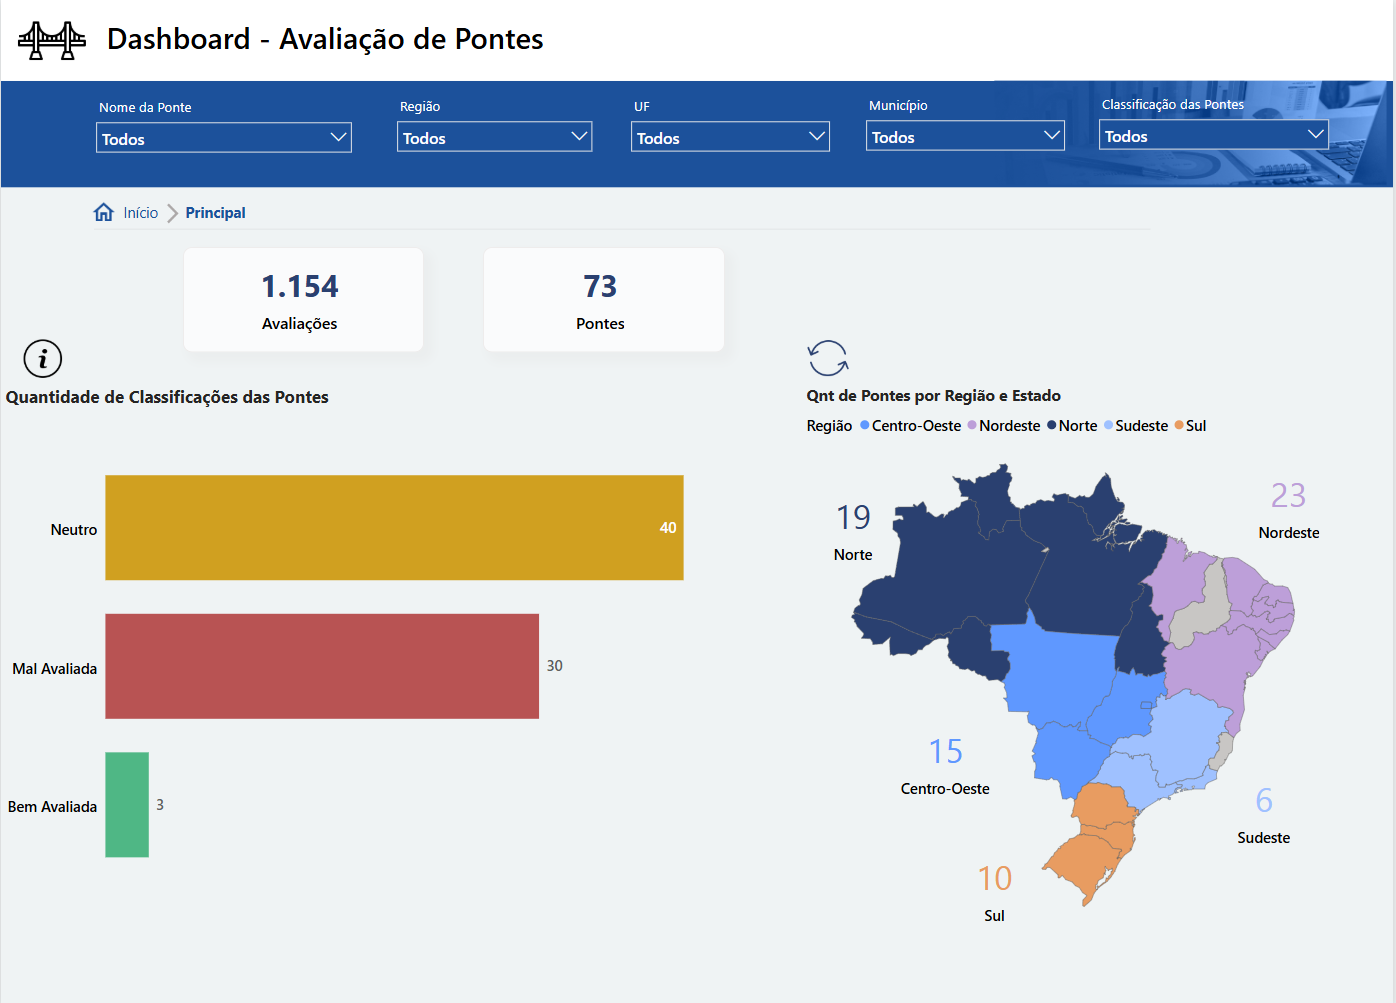 Dashboard - Avaliação de Pontes
Nome da Ponte
Todos
Região
Todos
UF
Todos
Município
Todos
Classificação das Pontes
Todos
Início
Principal
1.154
Avaliações
73
Pontes
i
Quantidade de Classificações das Pontes
Neutro
40
Mal Avaliada
30
Bem Avaliada
3
Qnt de Pontes por Região e Estado
Região Centro-Oeste Nordeste Norte Sudeste Sul
19
Norte
23
Nordeste
15
Centro-Oeste
6
Sudeste
10
Sul